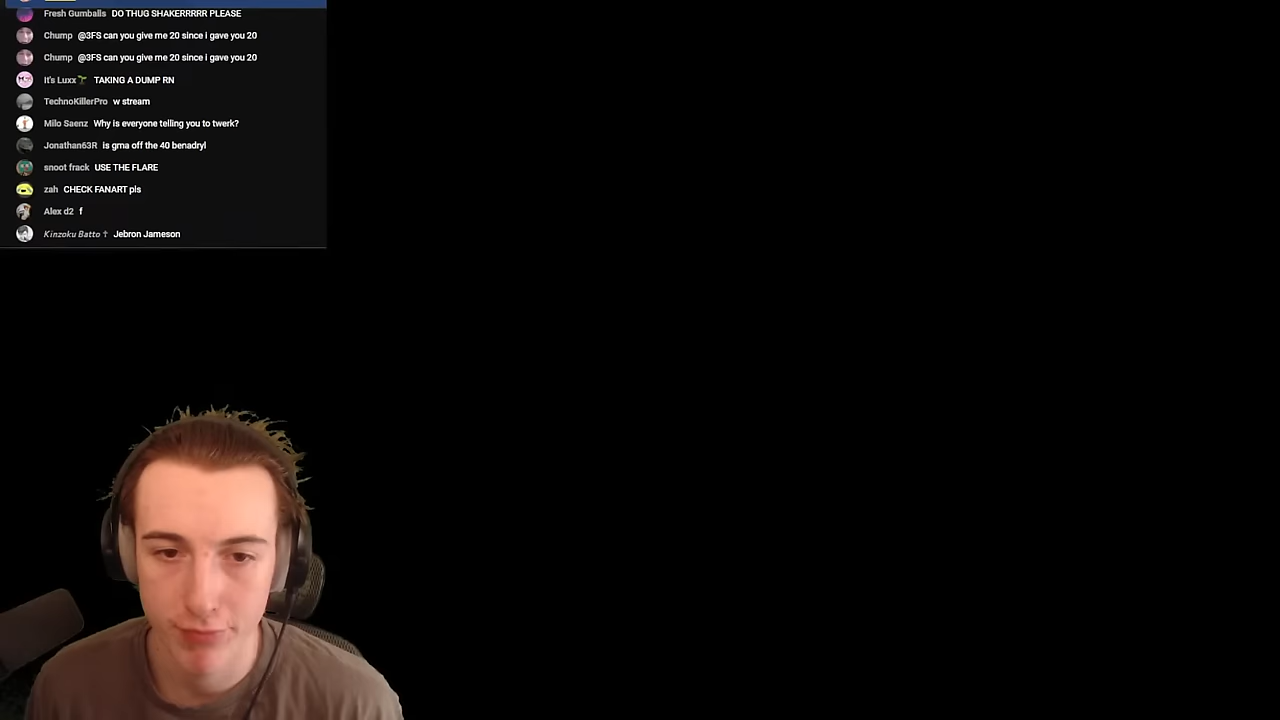 Fresh Gumballs DO THUG SHAKERRRRR PLEASE
Chump @3FS can you give me 20 since i gave you 20
Chump @3FS can you give me 20 since i gave you 20
It's Luxx TAKING A DUMP RN
TechnoKillerPro w stream
Milo Saenz Why is everyone telling you to twerk?
Jonathan63R is gma off the 40 benadryl
snoot frack USE THE FLARE
zah CHECK FANART pls
Alex d2 f
Kinzoku Batto † Jebron Jameson